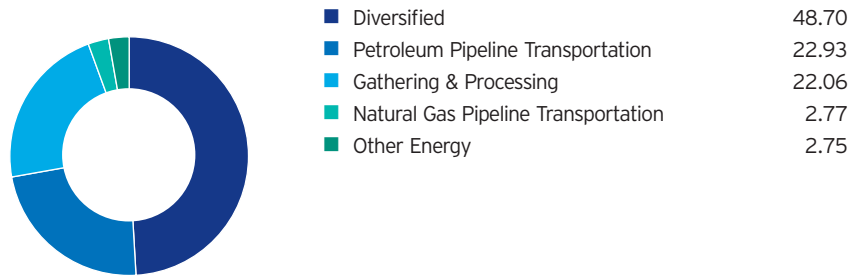 Diversified 48.70
Petroleum Pipeline Transportation 22.93
Gathering & Processing 22.06
Natural Gas Pipeline Transportation 2.77
Other Energy 2.75